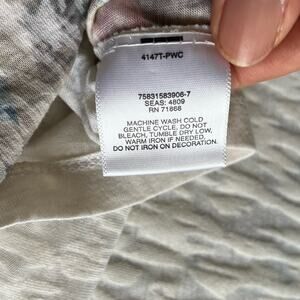 4147T-PWC
75831583906-7
SEAS: 4809
RN 71868
MACHINE WASH COLD
GENTLE CYCLE, DO NOT
BLEACH, TUMBLE DRY LOW,
WARM IRON IF NEEDED,
DO NOT IRON ON DECORATION.